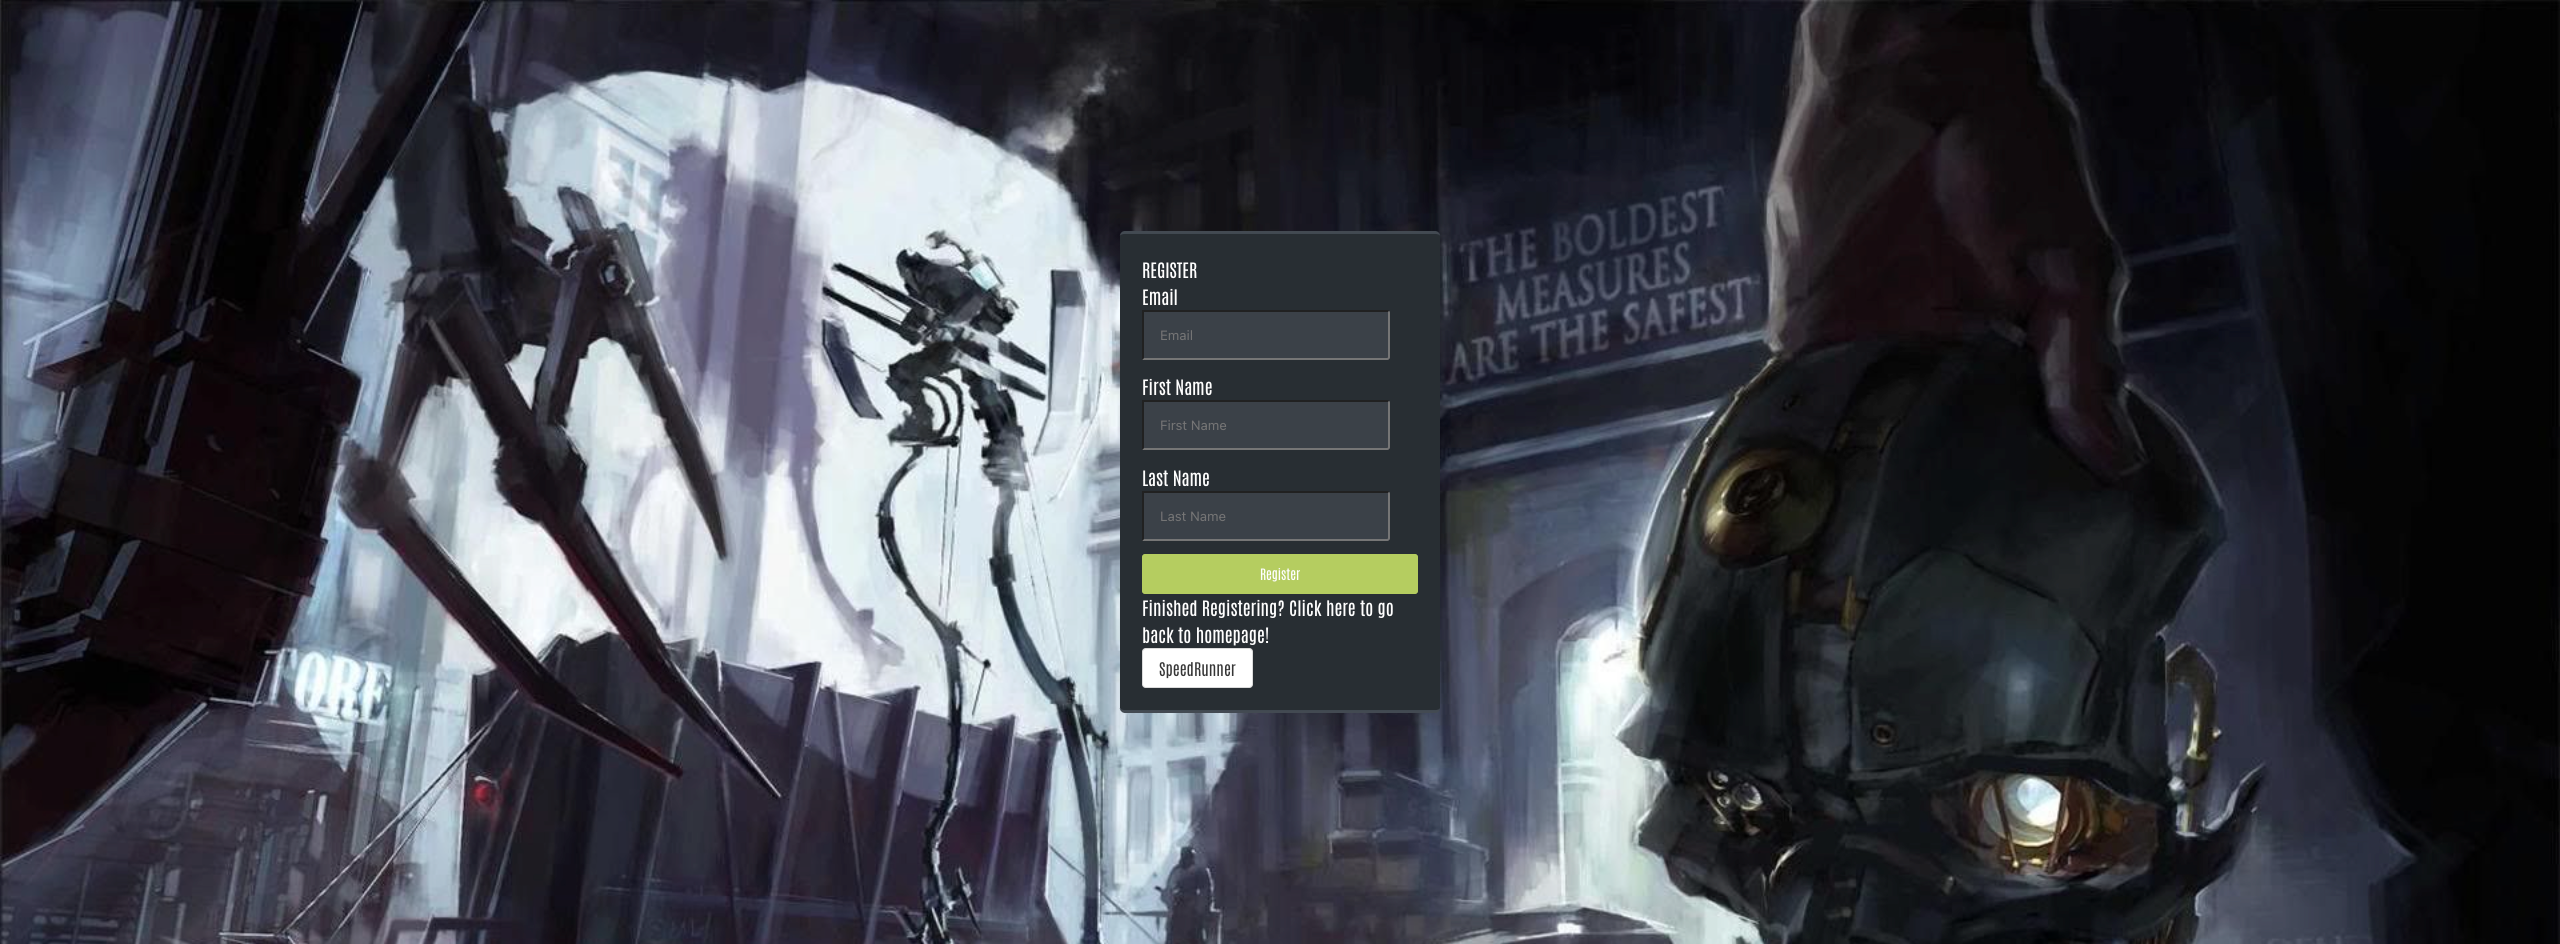 THE BOLDEST
MEASURES
ARE THE SAFEST
REGISTER
Email
Email
First Name
First Name
Last Name
Last Name
Register
Finished Registering? Click here to go
back to homepage!
SpeedRunner
TORE